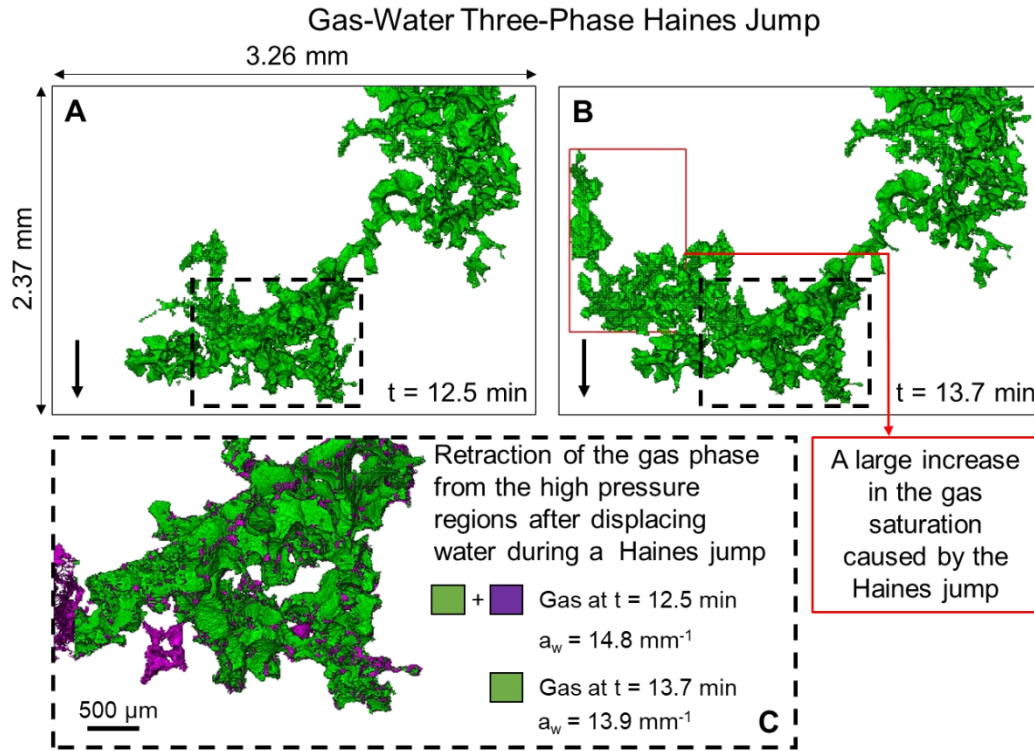 Gas-Water Three-Phase Haines Jump
3.26 mm
2.37 mm
A
t = 12.5 min
B
t = 13.7 min
A large increase
in the gas
saturation
caused by the
Haines jump
Retraction of the gas phase
from the high pressure
regions after displacing
water during a Haines jump
+ Gas at t = 12.5 min
a_w = 14.8 mm⁻¹
Gas at t = 13.7 min
a_w = 13.9 mm⁻¹
500 µm
C